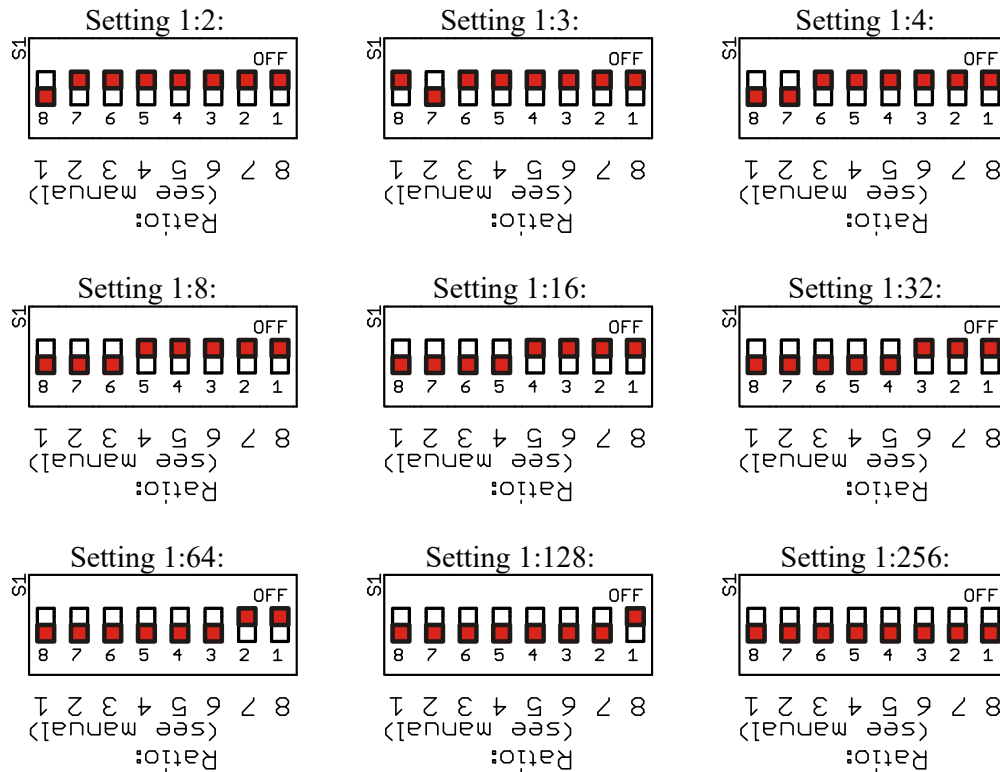 Setting 1:2:
S1
OFF
8 7 6 5 4 3 2 1
1 2 3 4 5 6 7 8
(see manual)
Ratio:
Setting 1:3:
S1
OFF
8 7 6 5 4 3 2 1
1 2 3 4 5 6 7 8
(see manual)
Ratio:
Setting 1:4:
S1
OFF
8 7 6 5 4 3 2 1
1 2 3 4 5 6 7 8
(see manual)
Ratio:
Setting 1:8:
S1
OFF
8 7 6 5 4 3 2 1
1 2 3 4 5 6 7 8
(see manual)
Ratio:
Setting 1:16:
S1
OFF
8 7 6 5 4 3 2 1
1 2 3 4 5 6 7 8
(see manual)
Ratio:
Setting 1:32:
S1
OFF
8 7 6 5 4 3 2 1
1 2 3 4 5 6 7 8
(see manual)
Ratio:
Setting 1:64:
S1
OFF
8 7 6 5 4 3 2 1
1 2 3 4 5 6 7 8
(see manual)
Ratio:
Setting 1:128:
S1
OFF
8 7 6 5 4 3 2 1
1 2 3 4 5 6 7 8
(see manual)
Ratio:
Setting 1:256:
S1
OFF
8 7 6 5 4 3 2 1
1 2 3 4 5 6 7 8
(see manual)
Ratio: